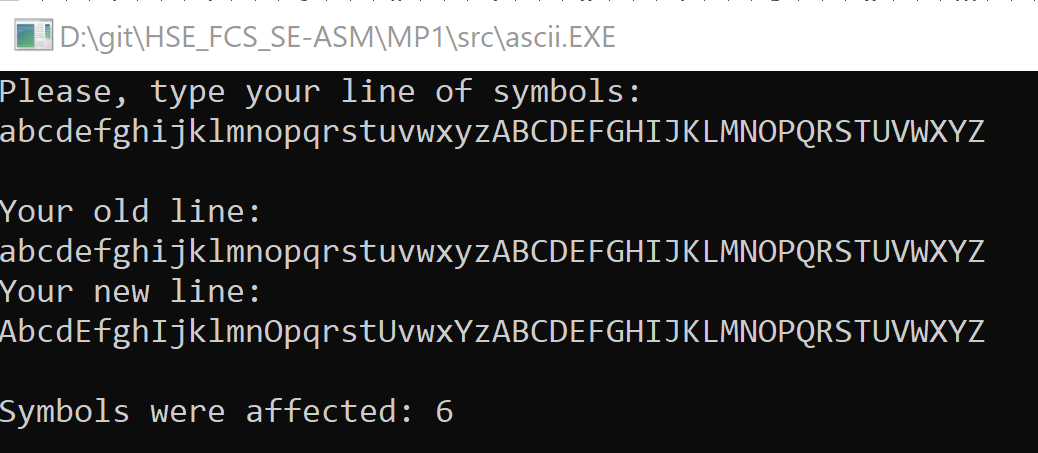 D:\git\HSE_FCS_SE-ASM\MP1\src\ascii.EXE
Please, type your line of symbols:
abcdefghijklmnopqrstuvwxyzABCDEFGHIJKLMNOPQRSTUVWXYZ
Your old line:
abcdefghijklmnopqrstuvwxyzABCDEFGHIJKLMNOPQRSTUVWXYZ
Your new line:
AbcdEfghIjklmnOpqrstUvwxYzABCDEFGHIJKLMNOPQRSTUVWXYZ
Symbols were affected: 6